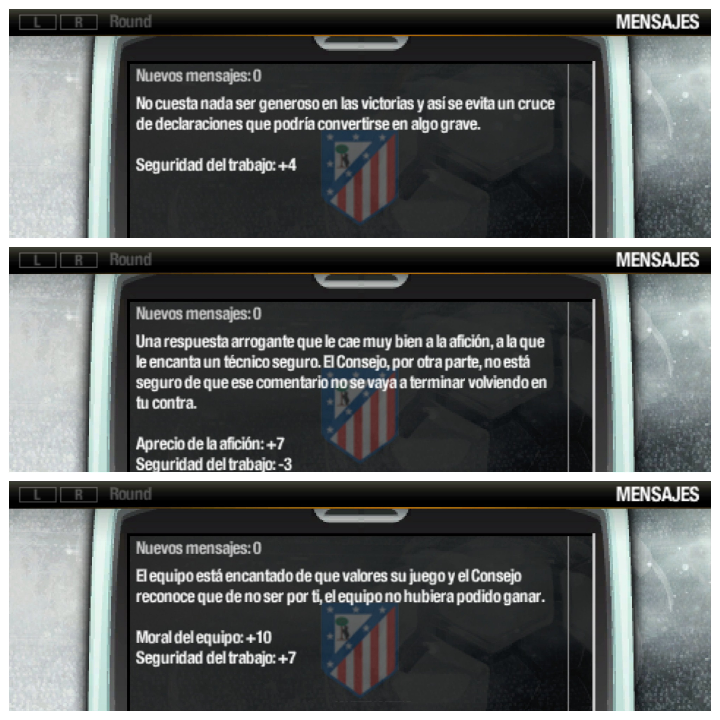 L R Round MENSAJES
Nuevos mensajes: 0
No cuesta nada ser generoso en las victorias y así se evita un cruce
de declaraciones que podría convertirse en algo grave.
Seguridad del trabajo: +4
L R Round MENSAJES
Nuevos mensajes: 0
Una respuesta arrogante que le cae muy bien a la afición, a la que
le encanta un técnico seguro. El Consejo, por otra parte, no está
seguro de que ese comentario no se vaya a terminar volviendo en
tu contra.
Aprecio de la afición: +7
Seguridad del trabajo: -3
L R Round MENSAJES
Nuevos mensajes: 0
El equipo está encantado de que valores su juego y el Consejo
reconoce que de no ser por ti, el equipo no hubiera podido ganar.
Moral del equipo: +10
Seguridad del trabajo: +7